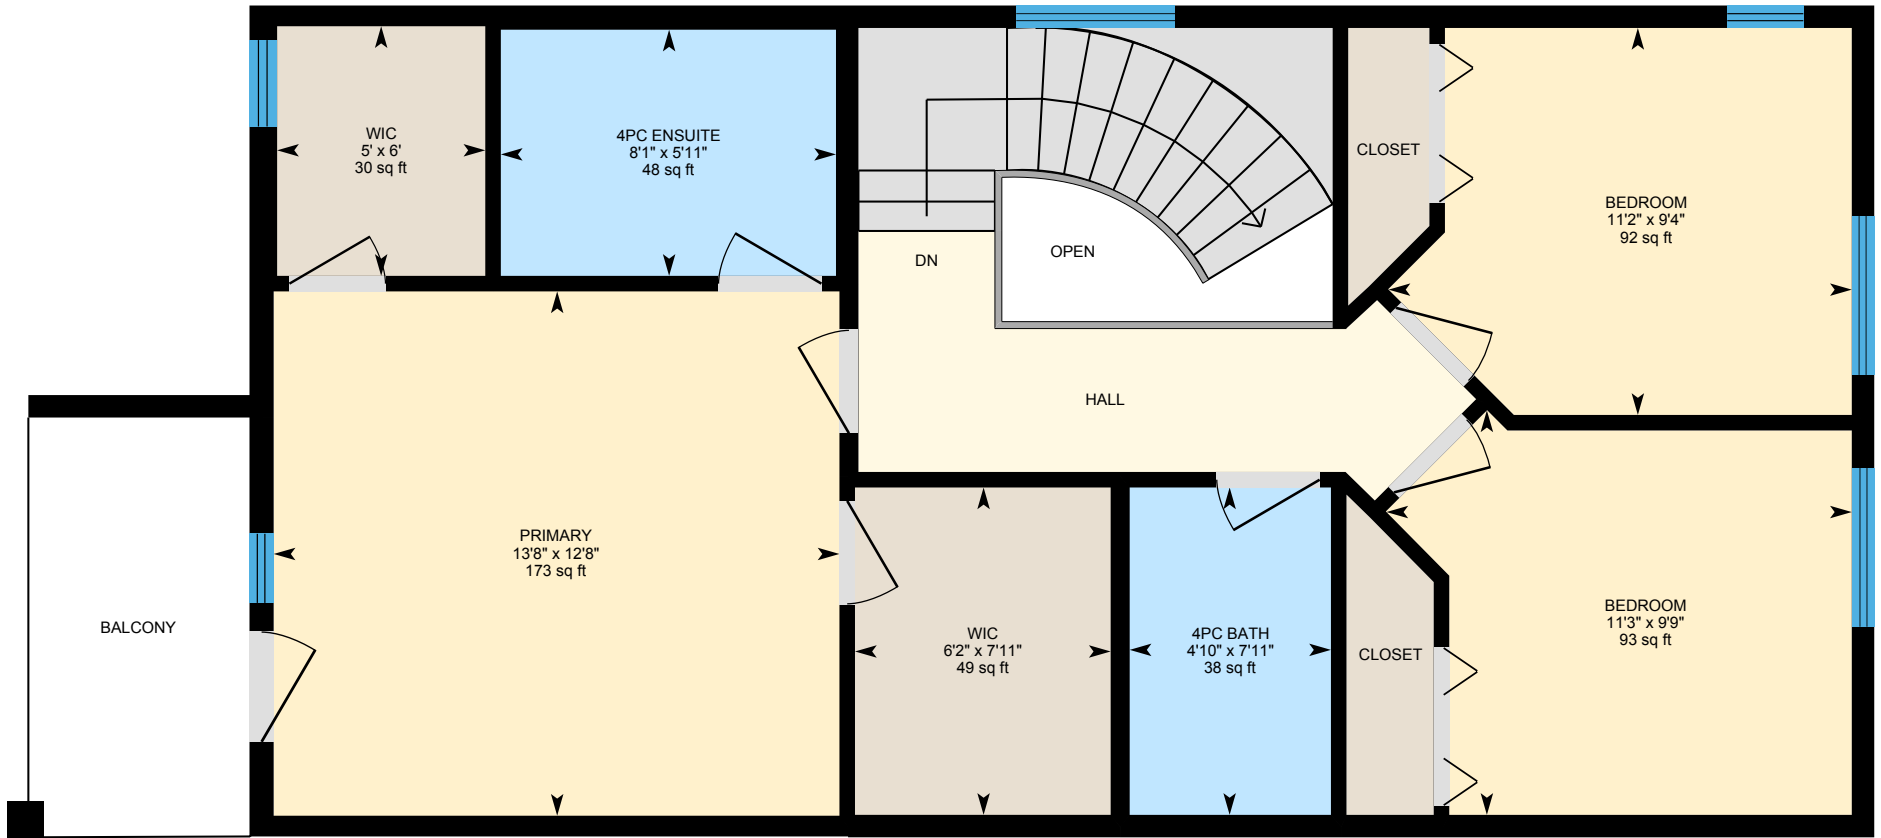 WIC
5' x 6'
30 sq ft
4PC ENSUITE
8'1" x 5'11"
48 sq ft
CLOSET
BEDROOM
11'2" x 9'4"
92 sq ft
DN
OPEN
HALL
PRIMARY
13'8" x 12'8"
173 sq ft
BALCONY
WIC
6'2" x 7'11"
49 sq ft
4PC BATH
4'10" x 7'11"
38 sq ft
CLOSET
BEDROOM
11'3" x 9'9"
93 sq ft